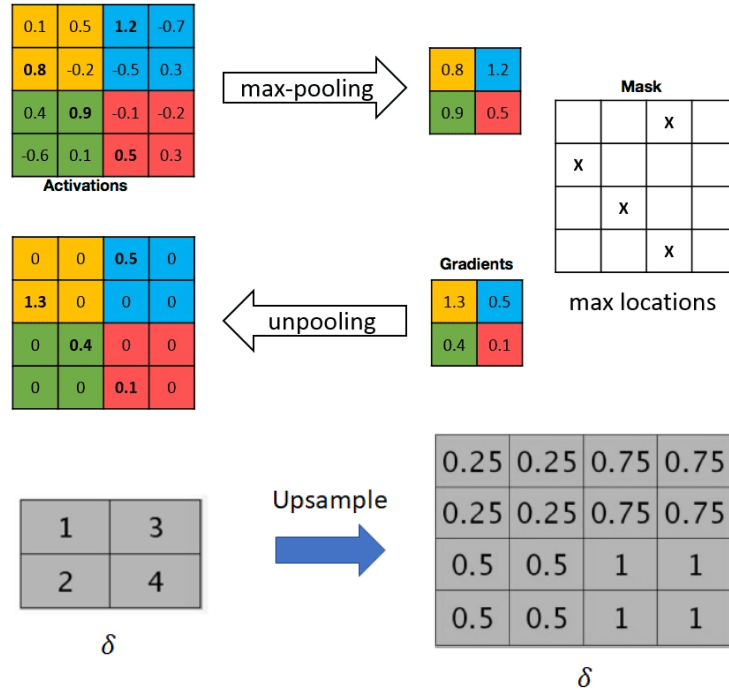 0.1 0.5 1.2 -0.7
0.8 -0.2 -0.5 0.3
0.4 0.9 -0.1 -0.2
-0.6 0.1 0.5 0.3
Activations
max-pooling
0.8 1.2
0.9 0.5
Mask
X
X
X
X
max locations
0 0 0.5 0
1.3 0 0 0
0 0.4 0 0
0 0 0.1 0
unpooling
Gradients
1.3 0.5
0.4 0.1
1 3
2 4
δ
Upsample
0.25 0.25 0.75 0.75
0.25 0.25 0.75 0.75
0.5 0.5 1 1
0.5 0.5 1 1
δ